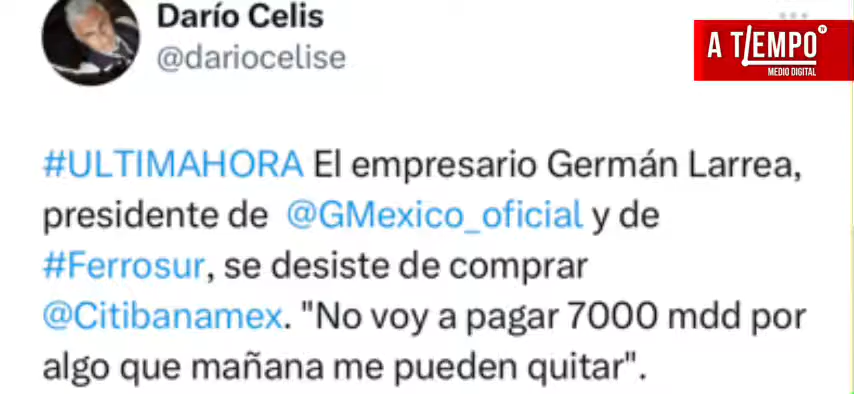 Darío Celis
@dariocelise
A TIEMPO
MEDIO DIGITAL
#ULTIMAHORA El empresario Germán Larrea,
presidente de @GMexico_oficial y de
#Ferrosur, se desiste de comprar
@Citibanamex. "No voy a pagar 7000 mdd por
algo que mañana me pueden quitar".